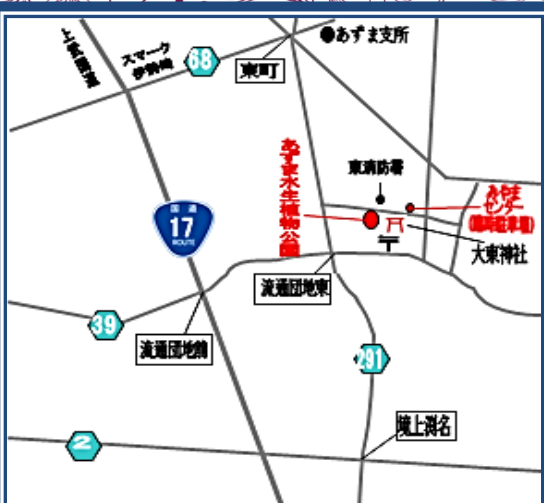 上武国道
スマーク
伊勢崎
68
東町
●あずま支所
あずま水生植物公園
東消防署
みやま
センター
(臨時駐車場)
大東神社
国道
17
ROUTE
流通団地東
39
流通団地前
291
境上渕名
2